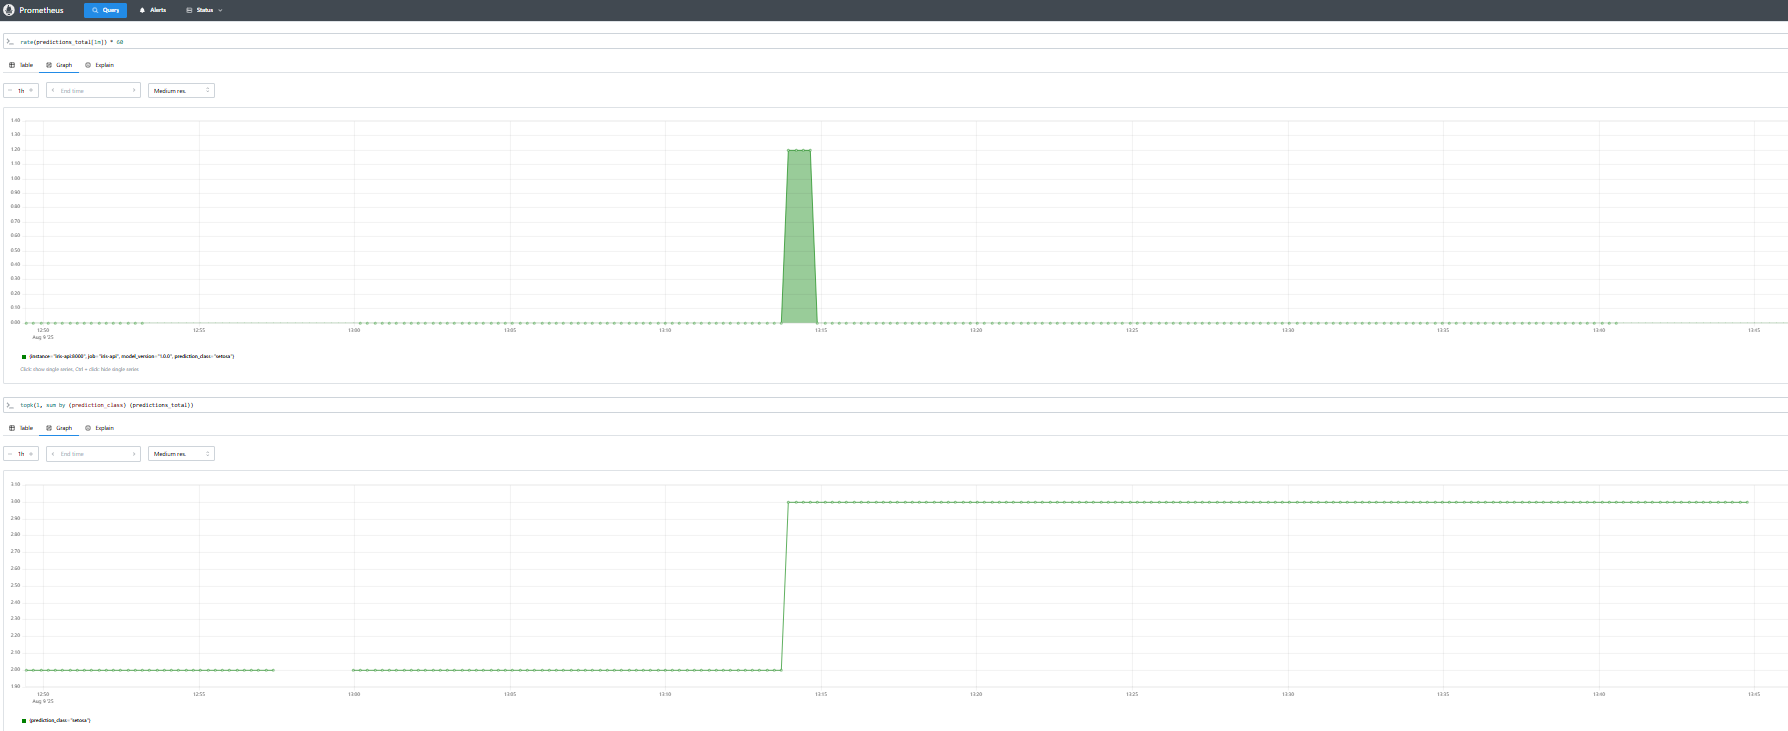 Prometheus Query Alerts Status
>_ rate(predictions_total[1m]) * 60
Table Graph Explain
− 1h + < End time > Medium res.
1.40
1.30
1.20
1.10
1.00
0.90
0.80
0.70
0.60
0.50
0.40
0.30
0.20
0.10
0.00
12:50 12:55 13:00 13:05 13:10 13:15 13:20 13:25 13:30 13:35 13:40 13:45
Aug 9 '25
{instance="iris-api:8000", job="iris-api", model_version="1.0.0", prediction_class="setosa"}
Click: show single series, Ctrl + click: hide single series
>_ topk(1, sum by (prediction_class) (predictions_total))
Table Graph Explain
− 1h + < End time > Medium res.
3.10
3.00
2.90
2.80
2.70
2.60
2.50
2.40
2.30
2.20
2.10
2.00
1.90
12:50 12:55 13:00 13:05 13:10 13:15 13:20 13:25 13:30 13:35 13:40 13:45
Aug 9 '25
{prediction_class="setosa"}